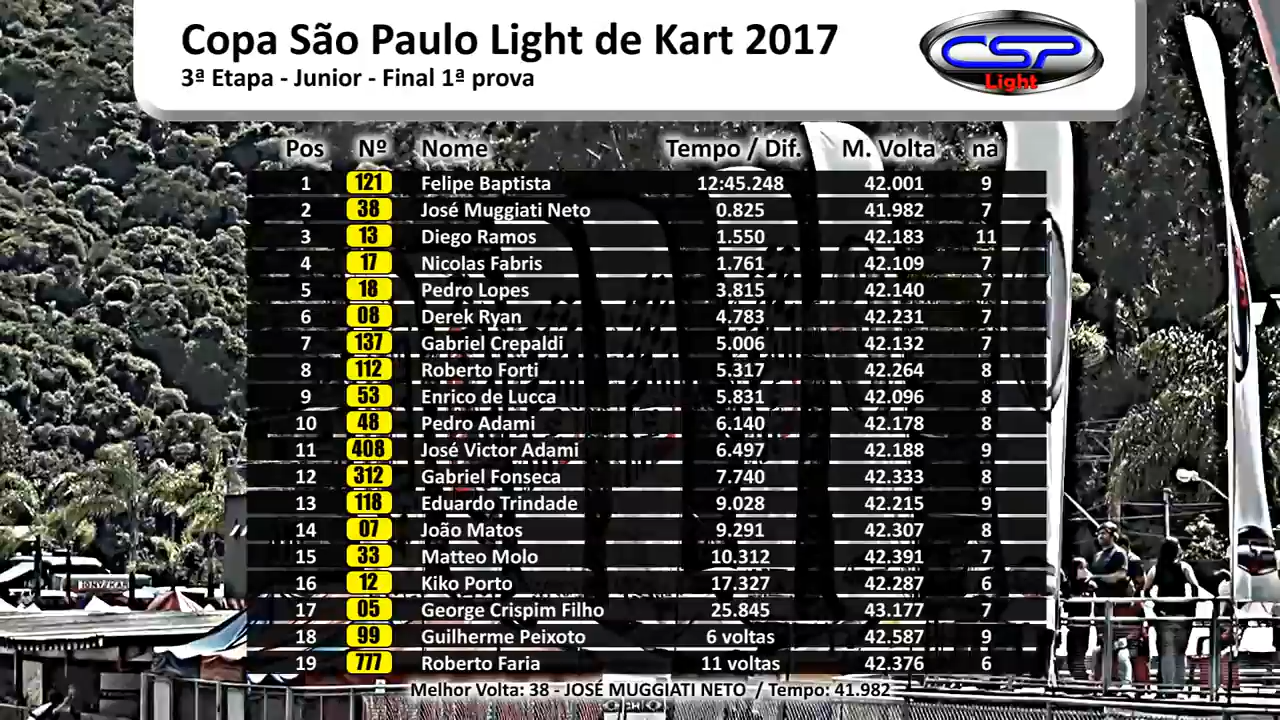 Copa São Paulo Light de Kart 2017
3ª Etapa - Junior - Final 1ª prova
CSP
Light
Pos Nº Nome Tempo / Dif. M. Volta na
1 121 Felipe Baptista 12:45.248 42.001 9
2 38 José Muggiati Neto 0.825 41.982 7
3 13 Diego Ramos 1.550 42.183 11
4 17 Nicolas Fabris 1.761 42.109 7
5 18 Pedro Lopes 3.815 42.140 7
6 08 Derek Ryan 4.783 42.231 7
7 137 Gabriel Crepaldi 5.006 42.132 7
8 112 Roberto Forti 5.317 42.264 8
9 53 Enrico de Lucca 5.831 42.096 8
10 48 Pedro Adami 6.140 42.178 8
11 408 José Victor Adami 6.497 42.188 9
12 312 Gabriel Fonseca 7.740 42.333 8
13 118 Eduardo Trindade 9.028 42.215 9
14 07 João Matos 9.291 42.307 8
15 33 Matteo Molo 10.312 42.391 7
16 12 Kiko Porto 17.327 42.287 6
17 05 George Crispim Filho 25.845 43.177 7
18 99 Guilherme Peixoto 6 voltas 42.587 9
19 777 Roberto Faria 11 voltas 42.376 6
Melhor Volta: 38 - JOSÉ MUGGIATI NETO / Tempo: 41.982